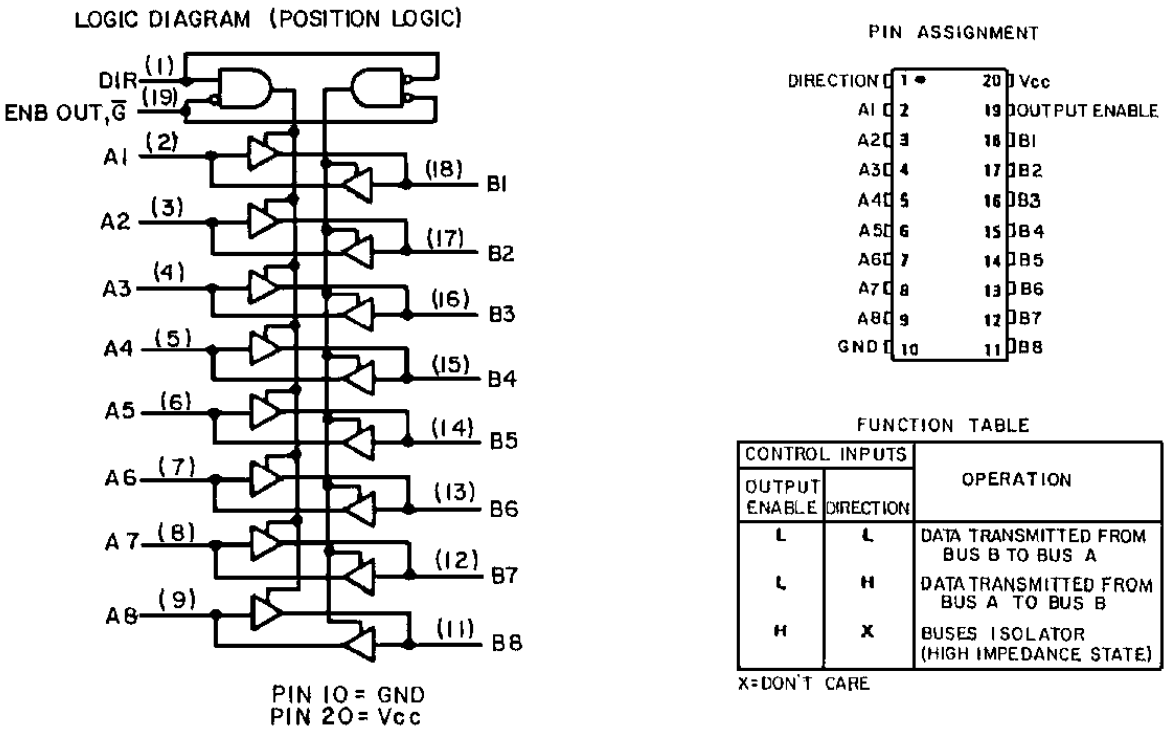 LOGIC DIAGRAM (POSITION LOGIC)
DIR (1)
ENB OUT, G̅ (19)
A1 (2)
(18) B1
A2 (3)
(17) B2
A3 (4)
(16) B3
A4 (5)
(15) B4
A5 (6)
(14) B5
A6 (7)
(13) B6
A7 (8)
(12) B7
A8 (9)
(11) B8
PIN 10 = GND
PIN 20 = Vcc
PIN ASSIGNMENT
DIRECTION 1 20 Vcc
A1 2 19 OUTPUT ENABLE
A2 3 18 B1
A3 4 17 B2
A4 5 16 B3
A5 6 15 B4
A6 7 14 B5
A7 8 13 B6
A8 9 12 B7
GND 10 11 B8
FUNCTION TABLE
CONTROL INPUTS
OPERATION
OUTPUT ENABLE
DIRECTION
L L DATA TRANSMITTED FROM
BUS B TO BUS A
L H DATA TRANSMITTED FROM
BUS A TO BUS B
H X BUSES ISOLATOR
(HIGH IMPEDANCE STATE)
X=DON'T CARE